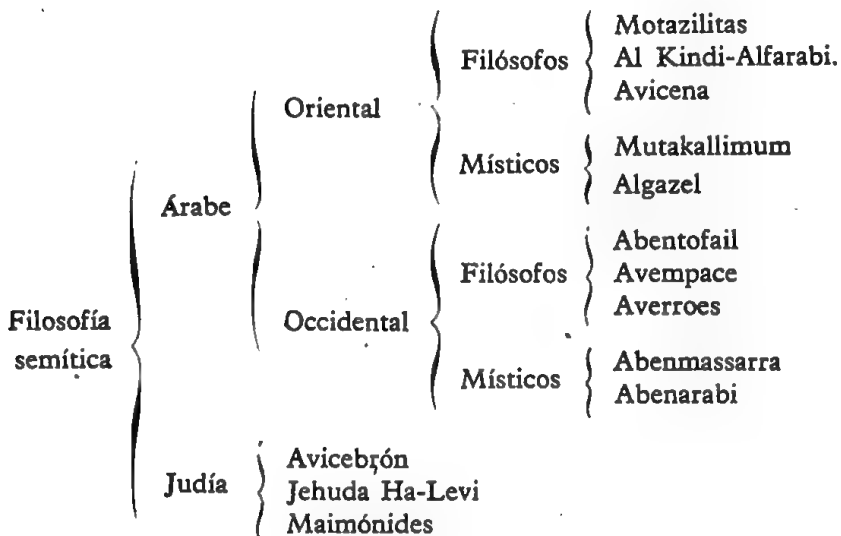 Filosofía
semítica
Árabe
Oriental
Filósofos
Motazilitas
Al Kindi-Alfarabi.
Avicena
Místicos
Mutakallimum
Algazel
Occidental
Filósofos
Abentofail
Avempace
Averroes
Místicos
Abenmassarra
Abenarabi
Judía
Avicebrón
Jehuda Ha-Levi
Maimónides